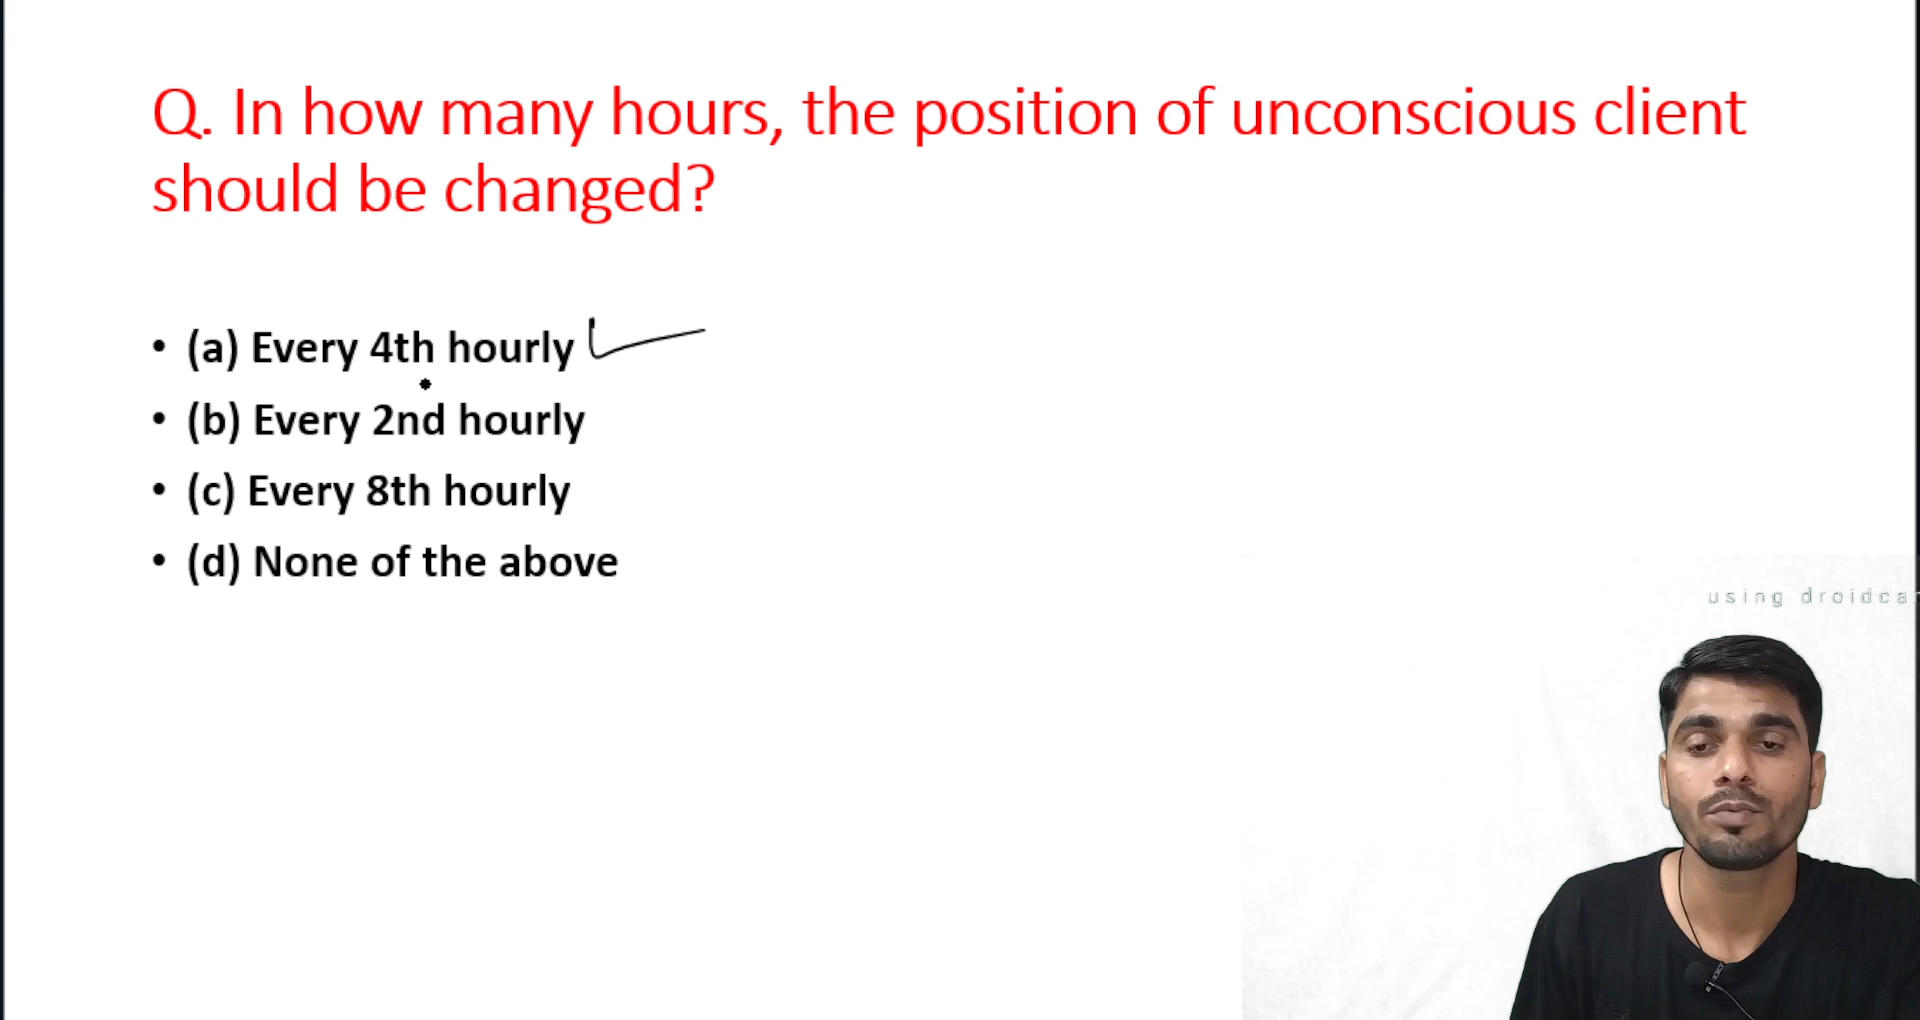 Q. In how many hours, the position of unconscious client
should be changed?
• (a) Every 4th hourly
• (b) Every 2nd hourly
• (c) Every 8th hourly
• (d) None of the above
using droidca